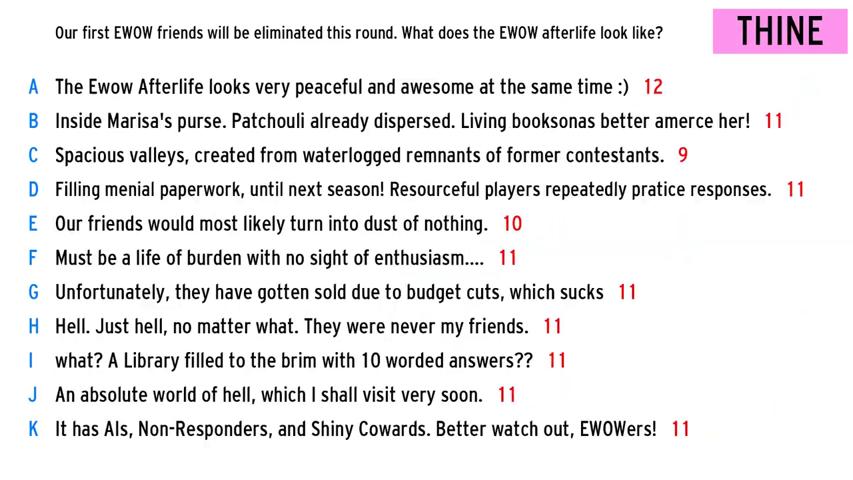 Our first EWOW friends will be eliminated this round. What does the EWOW afterlife look like?
THINE
A The Ewow Afterlife looks very peaceful and awesome at the same time :) 12
B Inside Marisa's purse. Patchouli already dispersed. Living booksonas better amerce her! 11
C Spacious valleys, created from waterlogged remnants of former contestants. 9
D Filling menial paperwork, until next season! Resourceful players repeatedly pratice responses. 11
E Our friends would most likely turn into dust of nothing. 10
F Must be a life of burden with no sight of enthusiasm.... 11
G Unfortunately, they have gotten sold due to budget cuts, which sucks 11
H Hell. Just hell, no matter what. They were never my friends. 11
I what? A Library filled to the brim with 10 worded answers?? 11
J An absolute world of hell, which I shall visit very soon. 11
K It has AIs, Non-Responders, and Shiny Cowards. Better watch out, EWOWers! 11